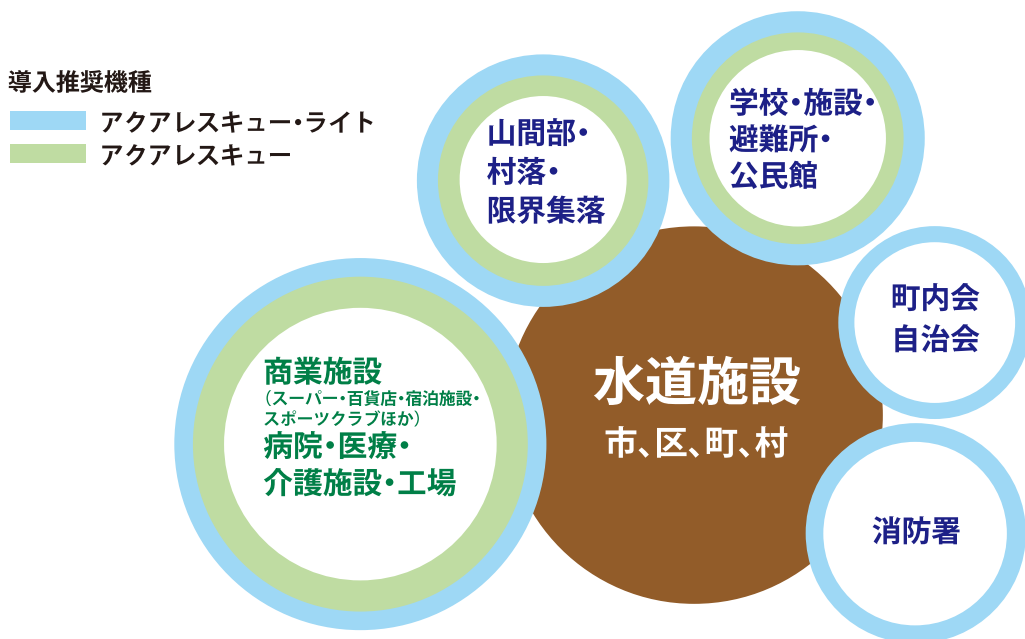 導入推奨機種
アクアレスキュー・ライト
アクアレスキュー
山間部・
村落・
限界集落
学校・施設・
避難所・
公民館
町内会
自治会
商業施設
（スーパー・百貨店・宿泊施設・
スポーツクラブほか）
病院・医療・
介護施設・工場
水道施設
市、区、町、村
消防署